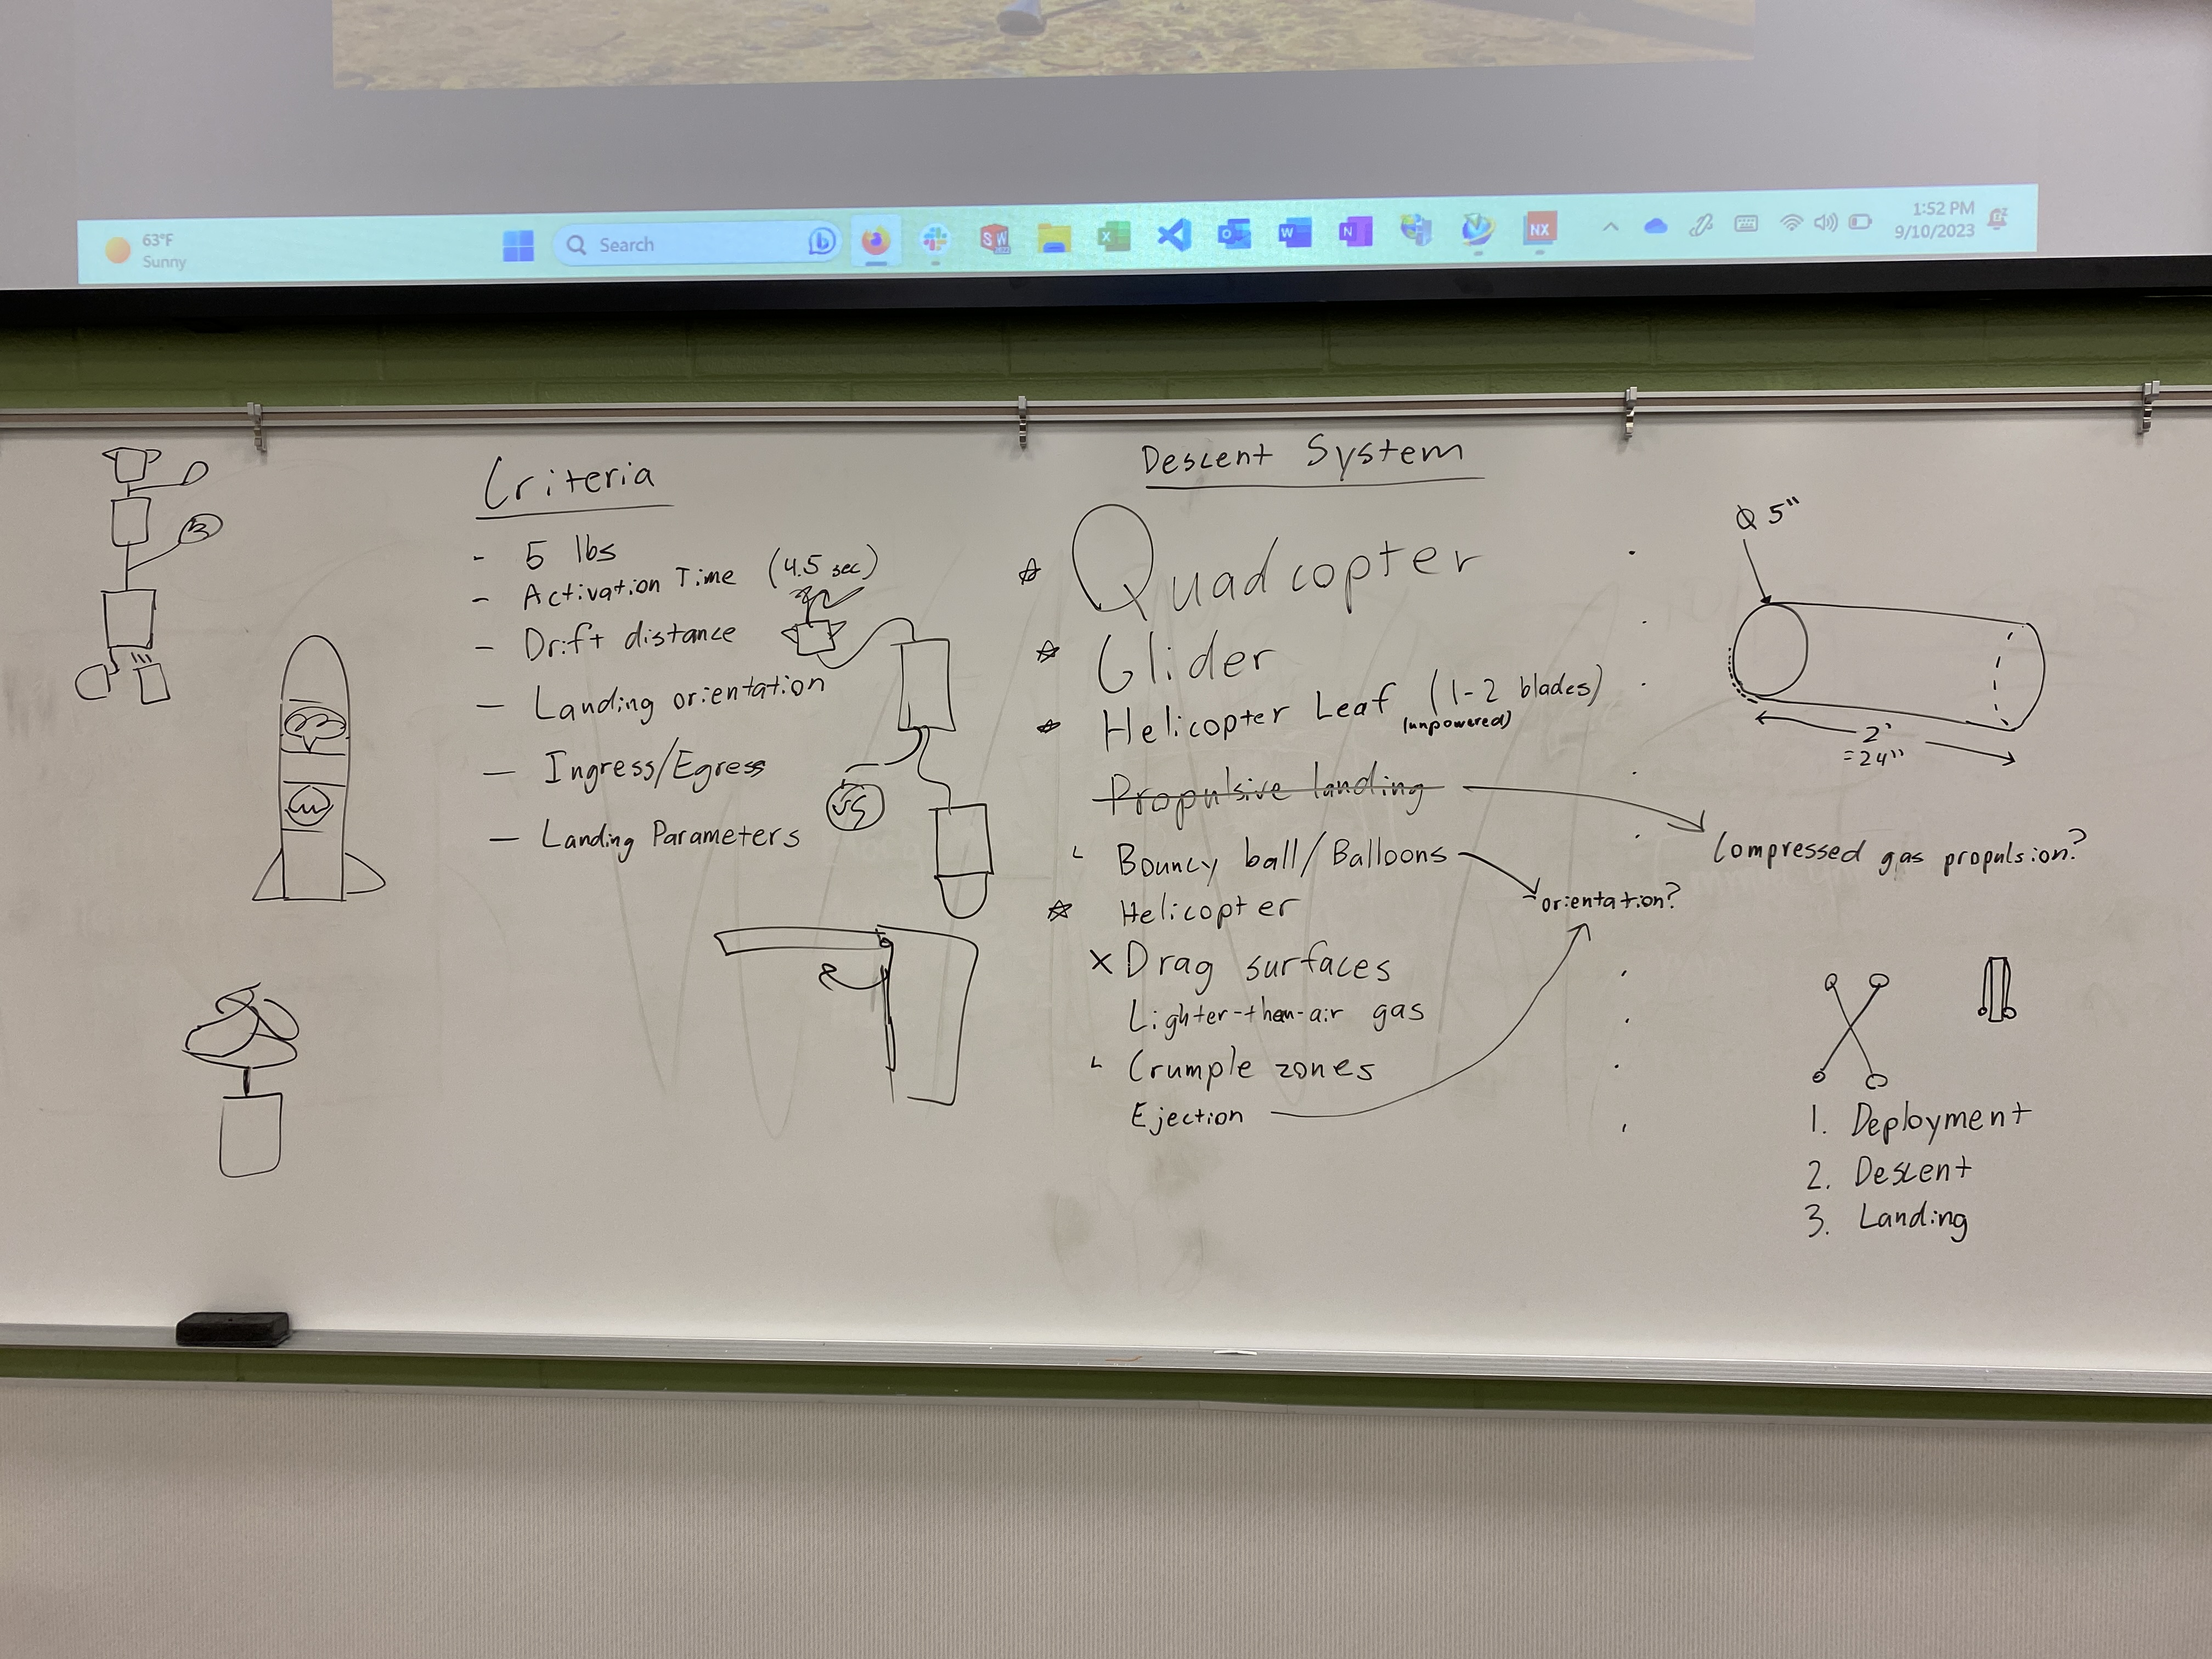 63°F
Sunny
Search
SW
2022
X
O
W
N
NX
1:52 PM
9/10/2023
Criteria
- 5 lbs
- Activation Time (4.5 sec)
- Drift distance
- Landing orientation
- Ingress/Egress
- Landing Parameters
Descent System
☆ Quadcopter
☆ Glider
☆ Helicopter Leaf (1-2 blades)
(unpowered)
Propulsive landing
Compressed gas propulsion?
Bouncy ball/Balloons
orientation?
☆ Helicopter
X Drag surfaces
Lighter-than-air gas
Crumple zones
Ejection
Ø 5"
2'
=24"
1. Deployment
2. Descent
3. Landing